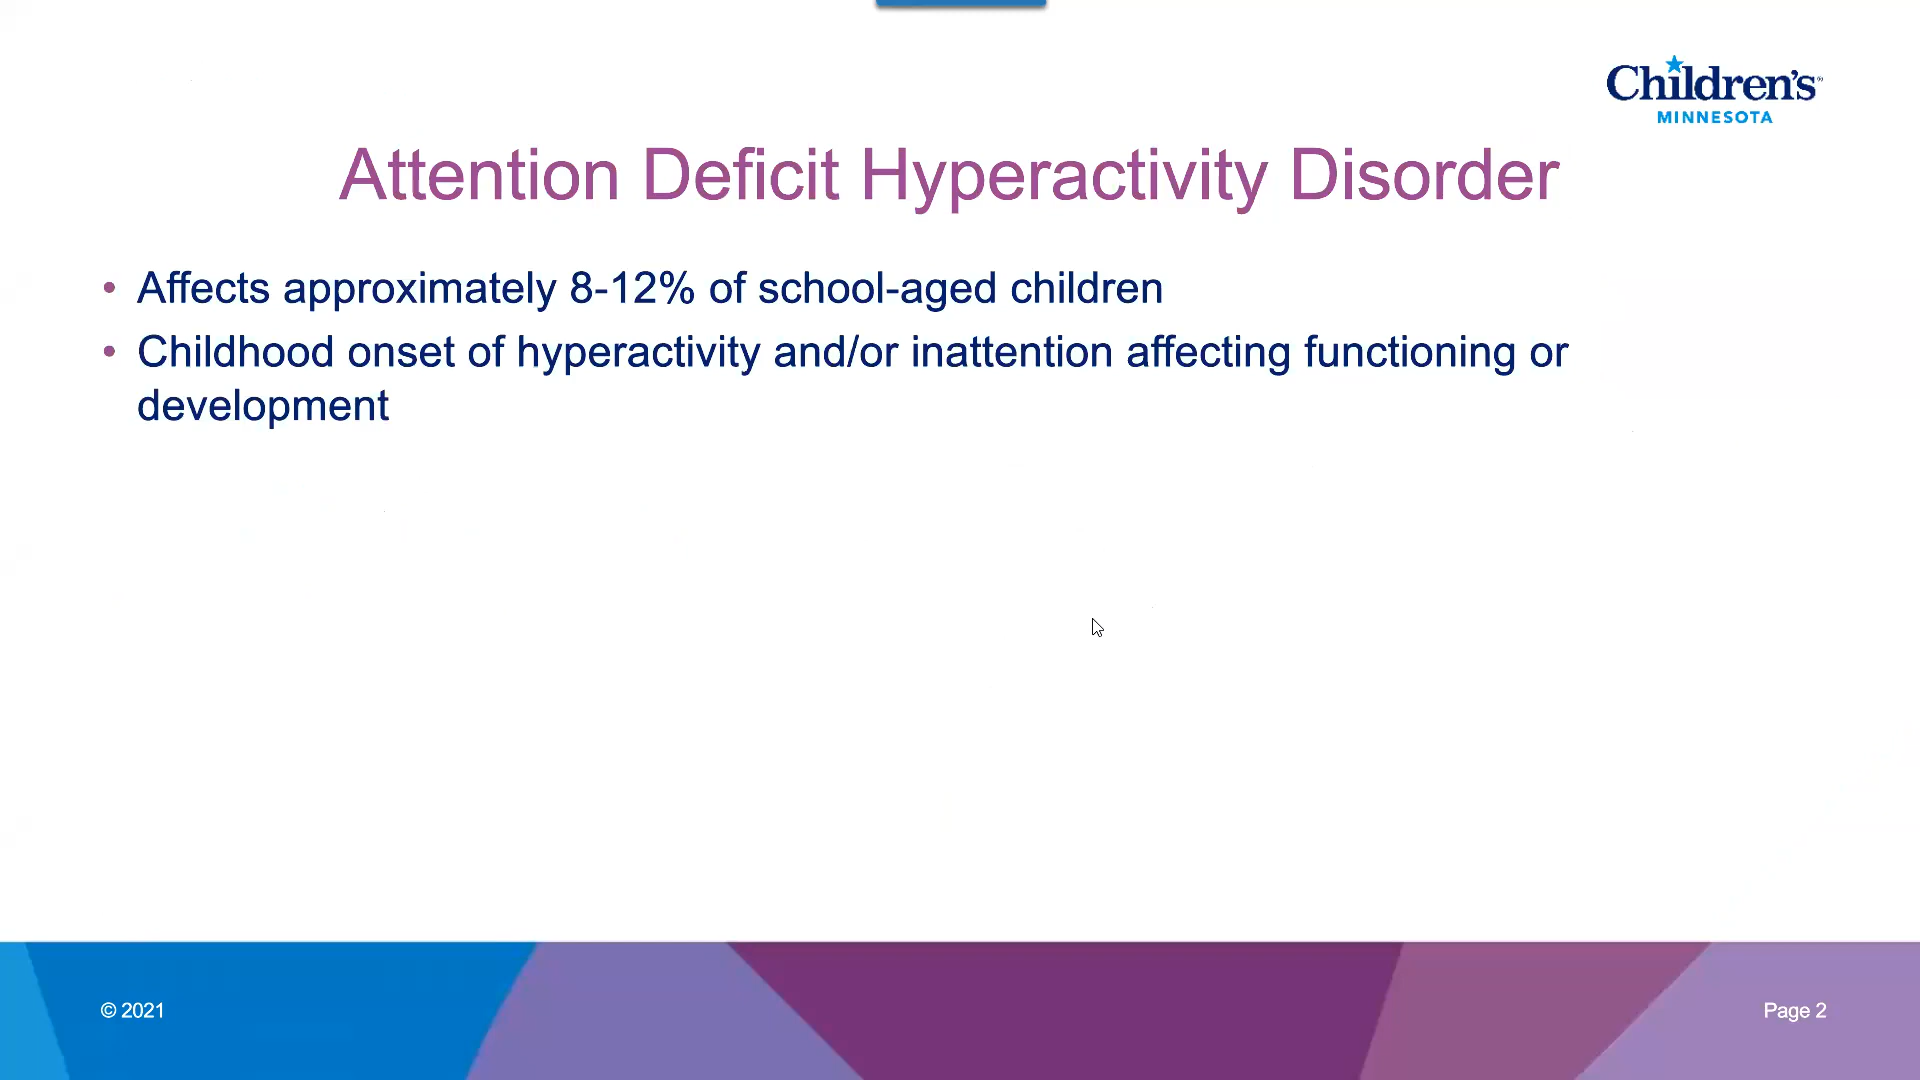 Children's
MINNESOTA
Attention Deficit Hyperactivity Disorder
• Affects approximately 8-12% of school-aged children
• Childhood onset of hyperactivity and/or inattention affecting functioning or
development
© 2021
Page 2